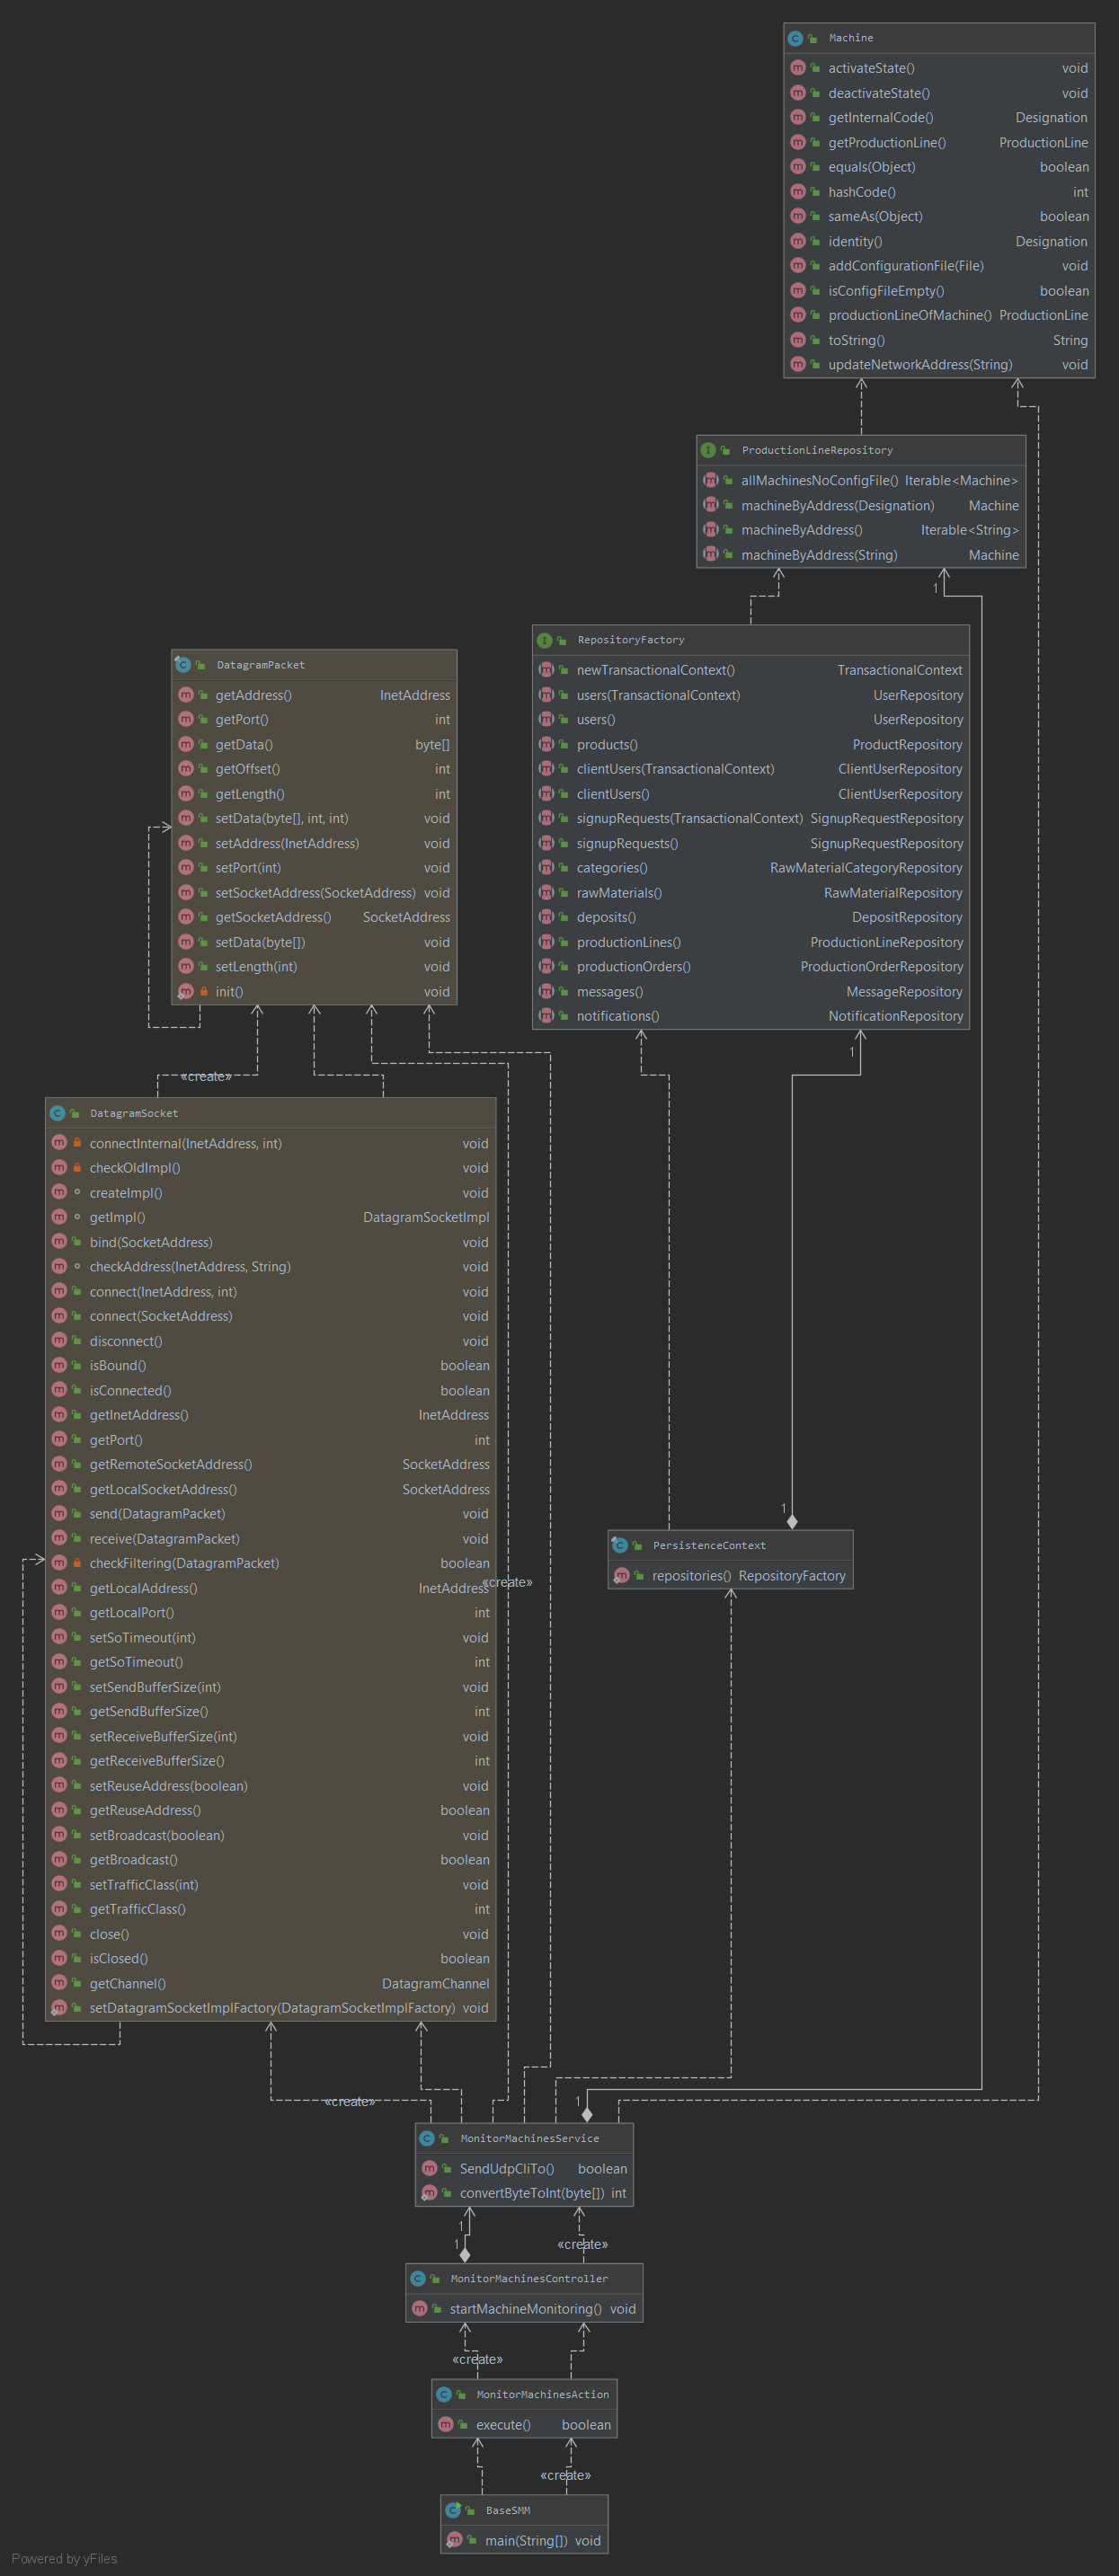 Machine
activateState() void
deactivateState() void
getInternalCode() Designation
getProductionLine() ProductionLine
equals(Object) boolean
hashCode() int
sameAs(Object) boolean
identity() Designation
addConfigurationFile(File) void
isConfigFileEmpty() boolean
productionLineOfMachine() ProductionLine
toString() String
updateNetworkAddress(String) void
ProductionLineRepository
allMachinesNoConfigFile() Iterable<Machine>
machineByAddress(Designation) Machine
machineByAddress() Iterable<String>
machineByAddress(String) Machine
1
RepositoryFactory
newTransactionalContext() TransactionalContext
users(TransactionalContext) UserRepository
users() UserRepository
products() ProductRepository
clientUsers(TransactionalContext) ClientUserRepository
clientUsers() ClientUserRepository
signupRequests(TransactionalContext) SignupRequestRepository
signupRequests() SignupRequestRepository
categories() RawMaterialCategoryRepository
rawMaterials() RawMaterialRepository
deposits() DepositRepository
productionLines() ProductionLineRepository
productionOrders() ProductionOrderRepository
messages() MessageRepository
notifications() NotificationRepository
1
DatagramPacket
getAddress() InetAddress
getPort() int
getData() byte[]
getOffset() int
getLength() int
setData(byte[], int, int) void
setAddress(InetAddress) void
setPort(int) void
setSocketAddress(SocketAddress) void
getSocketAddress() SocketAddress
setData(byte[]) void
setLength(int) void
init() void
«create»
DatagramSocket
connectInternal(InetAddress, int) void
checkOldImpl() void
createImpl() void
getImpl() DatagramSocketImpl
bind(SocketAddress) void
checkAddress(InetAddress, String) void
connect(InetAddress, int) void
connect(SocketAddress) void
disconnect() void
isBound() boolean
isConnected() boolean
getInetAddress() InetAddress
getPort() int
getRemoteSocketAddress() SocketAddress
getLocalSocketAddress() SocketAddress
send(DatagramPacket) void
receive(DatagramPacket) void
checkFiltering(DatagramPacket) boolean
getLocalAddress() InetAddress
getLocalPort() int
setSoTimeout(int) void
getSoTimeout() int
setSendBufferSize(int) void
getSendBufferSize() int
setReceiveBufferSize(int) void
getReceiveBufferSize() int
setReuseAddress(boolean) void
getReuseAddress() boolean
setBroadcast(boolean) void
getBroadcast() boolean
setTrafficClass(int) void
getTrafficClass() int
close() void
isClosed() boolean
getChannel() DatagramChannel
setDatagramSocketImplFactory(DatagramSocketImplFactory) void
«create»
1
PersistenceContext
repositories() RepositoryFactory
«create»
1
MonitorMachinesService
SendUdpCliTo() boolean
convertByteToInt(byte[]) int
1
1
«create»
MonitorMachinesController
startMachineMonitoring() void
«create»
MonitorMachinesAction
execute() boolean
«create»
BaseSMM
main(String[]) void
Powered by yFiles